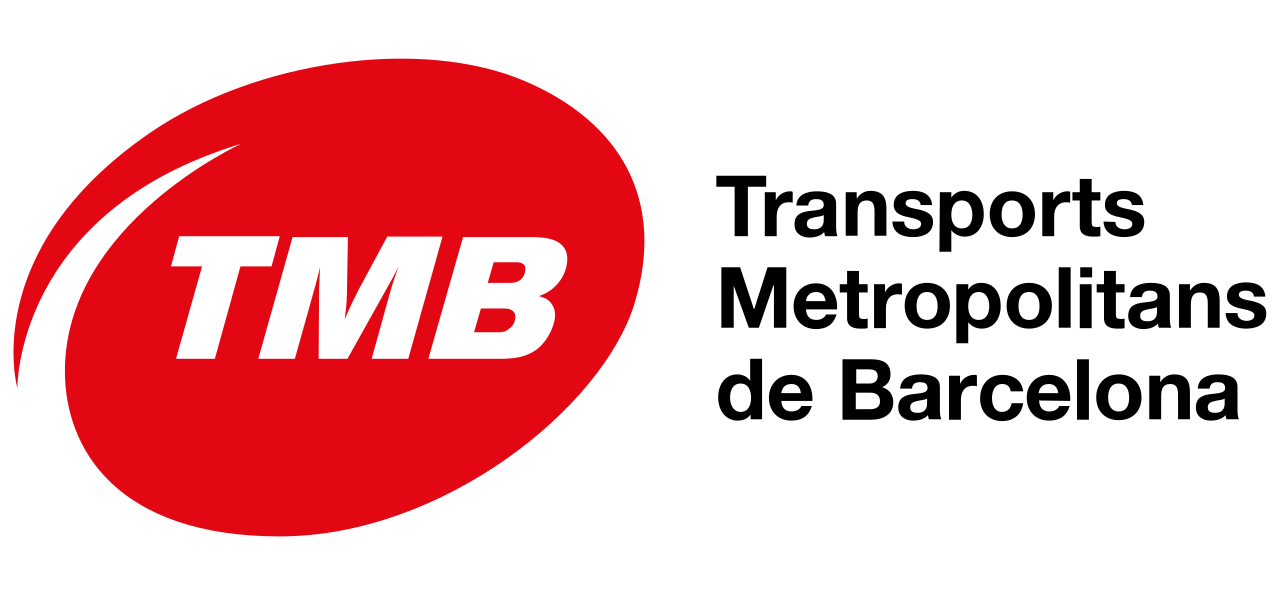 TMB
Transports
Metropolitans
de Barcelona